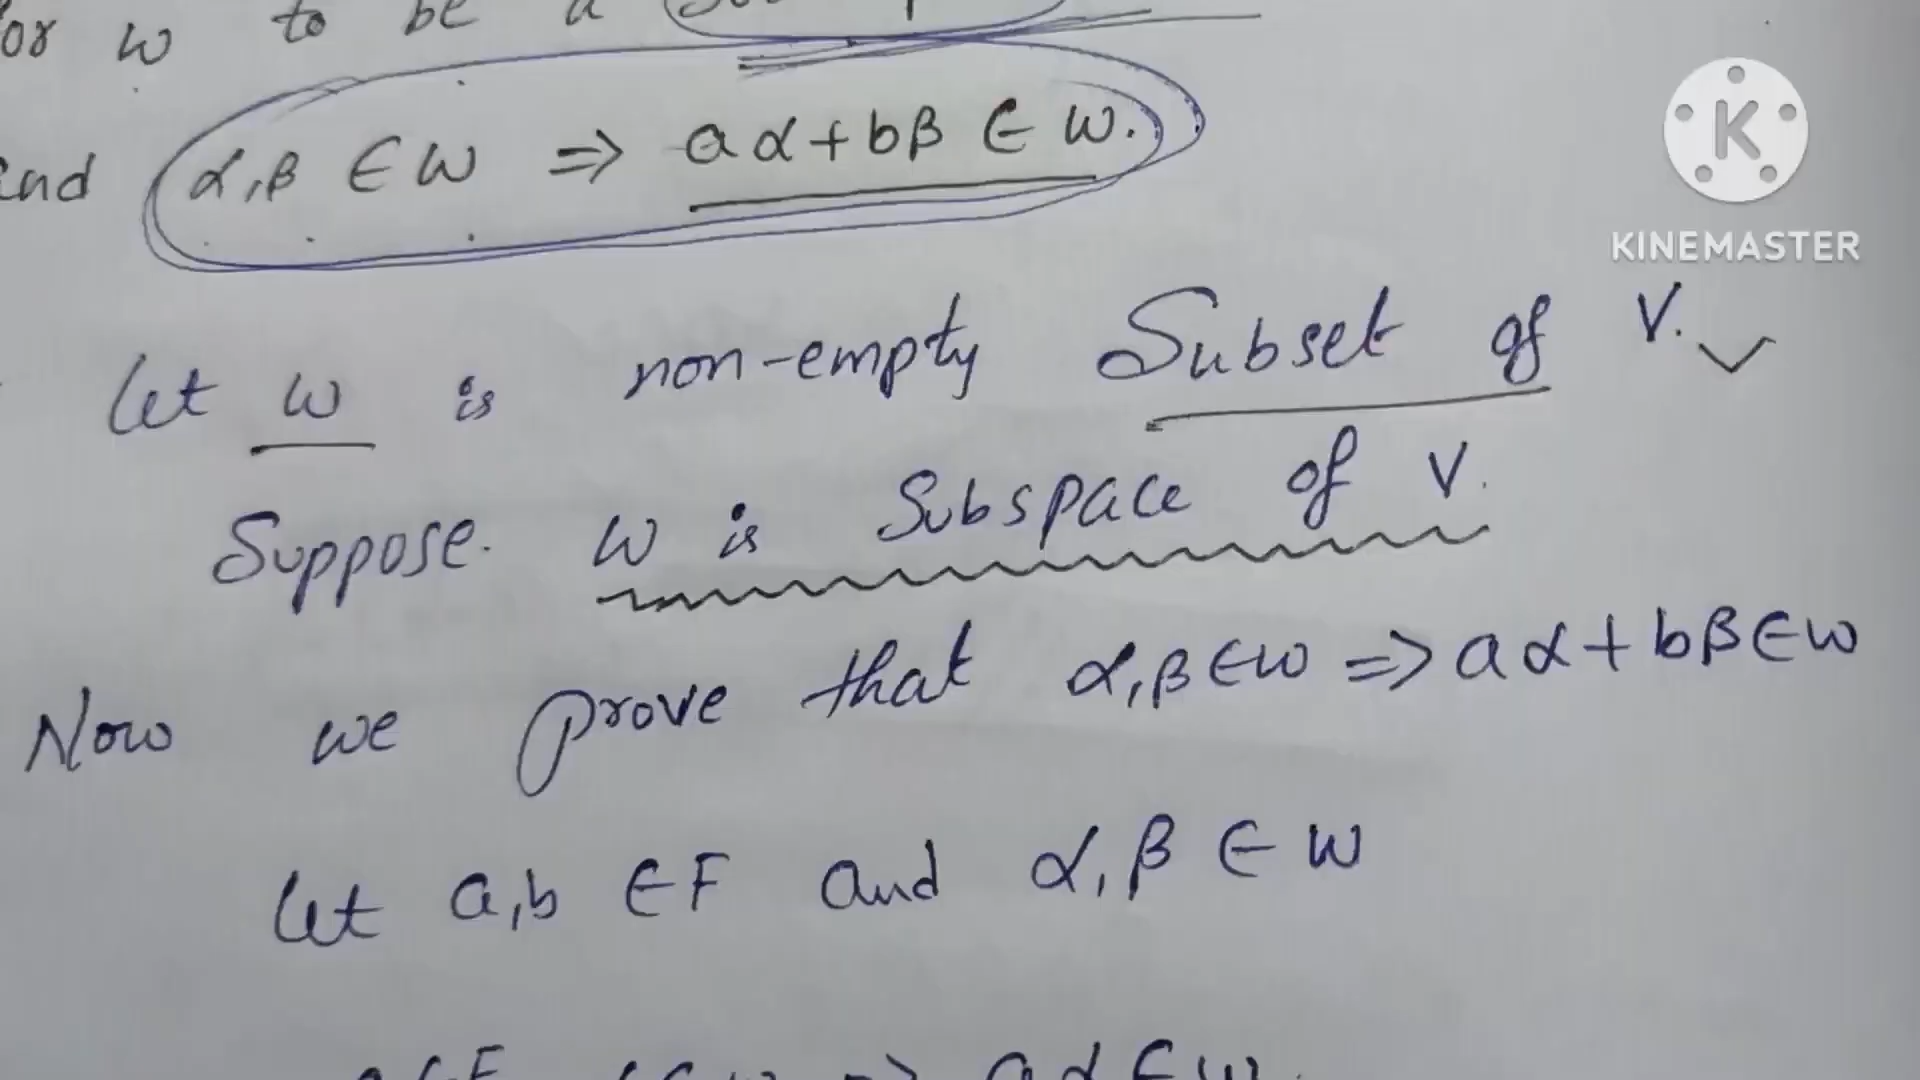 or w to be a
and α,β ∈ w ⇒ aα+bβ ∈ w.
K
KINEMASTER
Let w is non-empty Subset of V.
Suppose. w is Subspace of V.
Now we prove that α,β ∈ w ⇒ aα+bβ ∈ w
Let a,b ∈ F and α,β ∈ w
⇒ aα ∈ w.